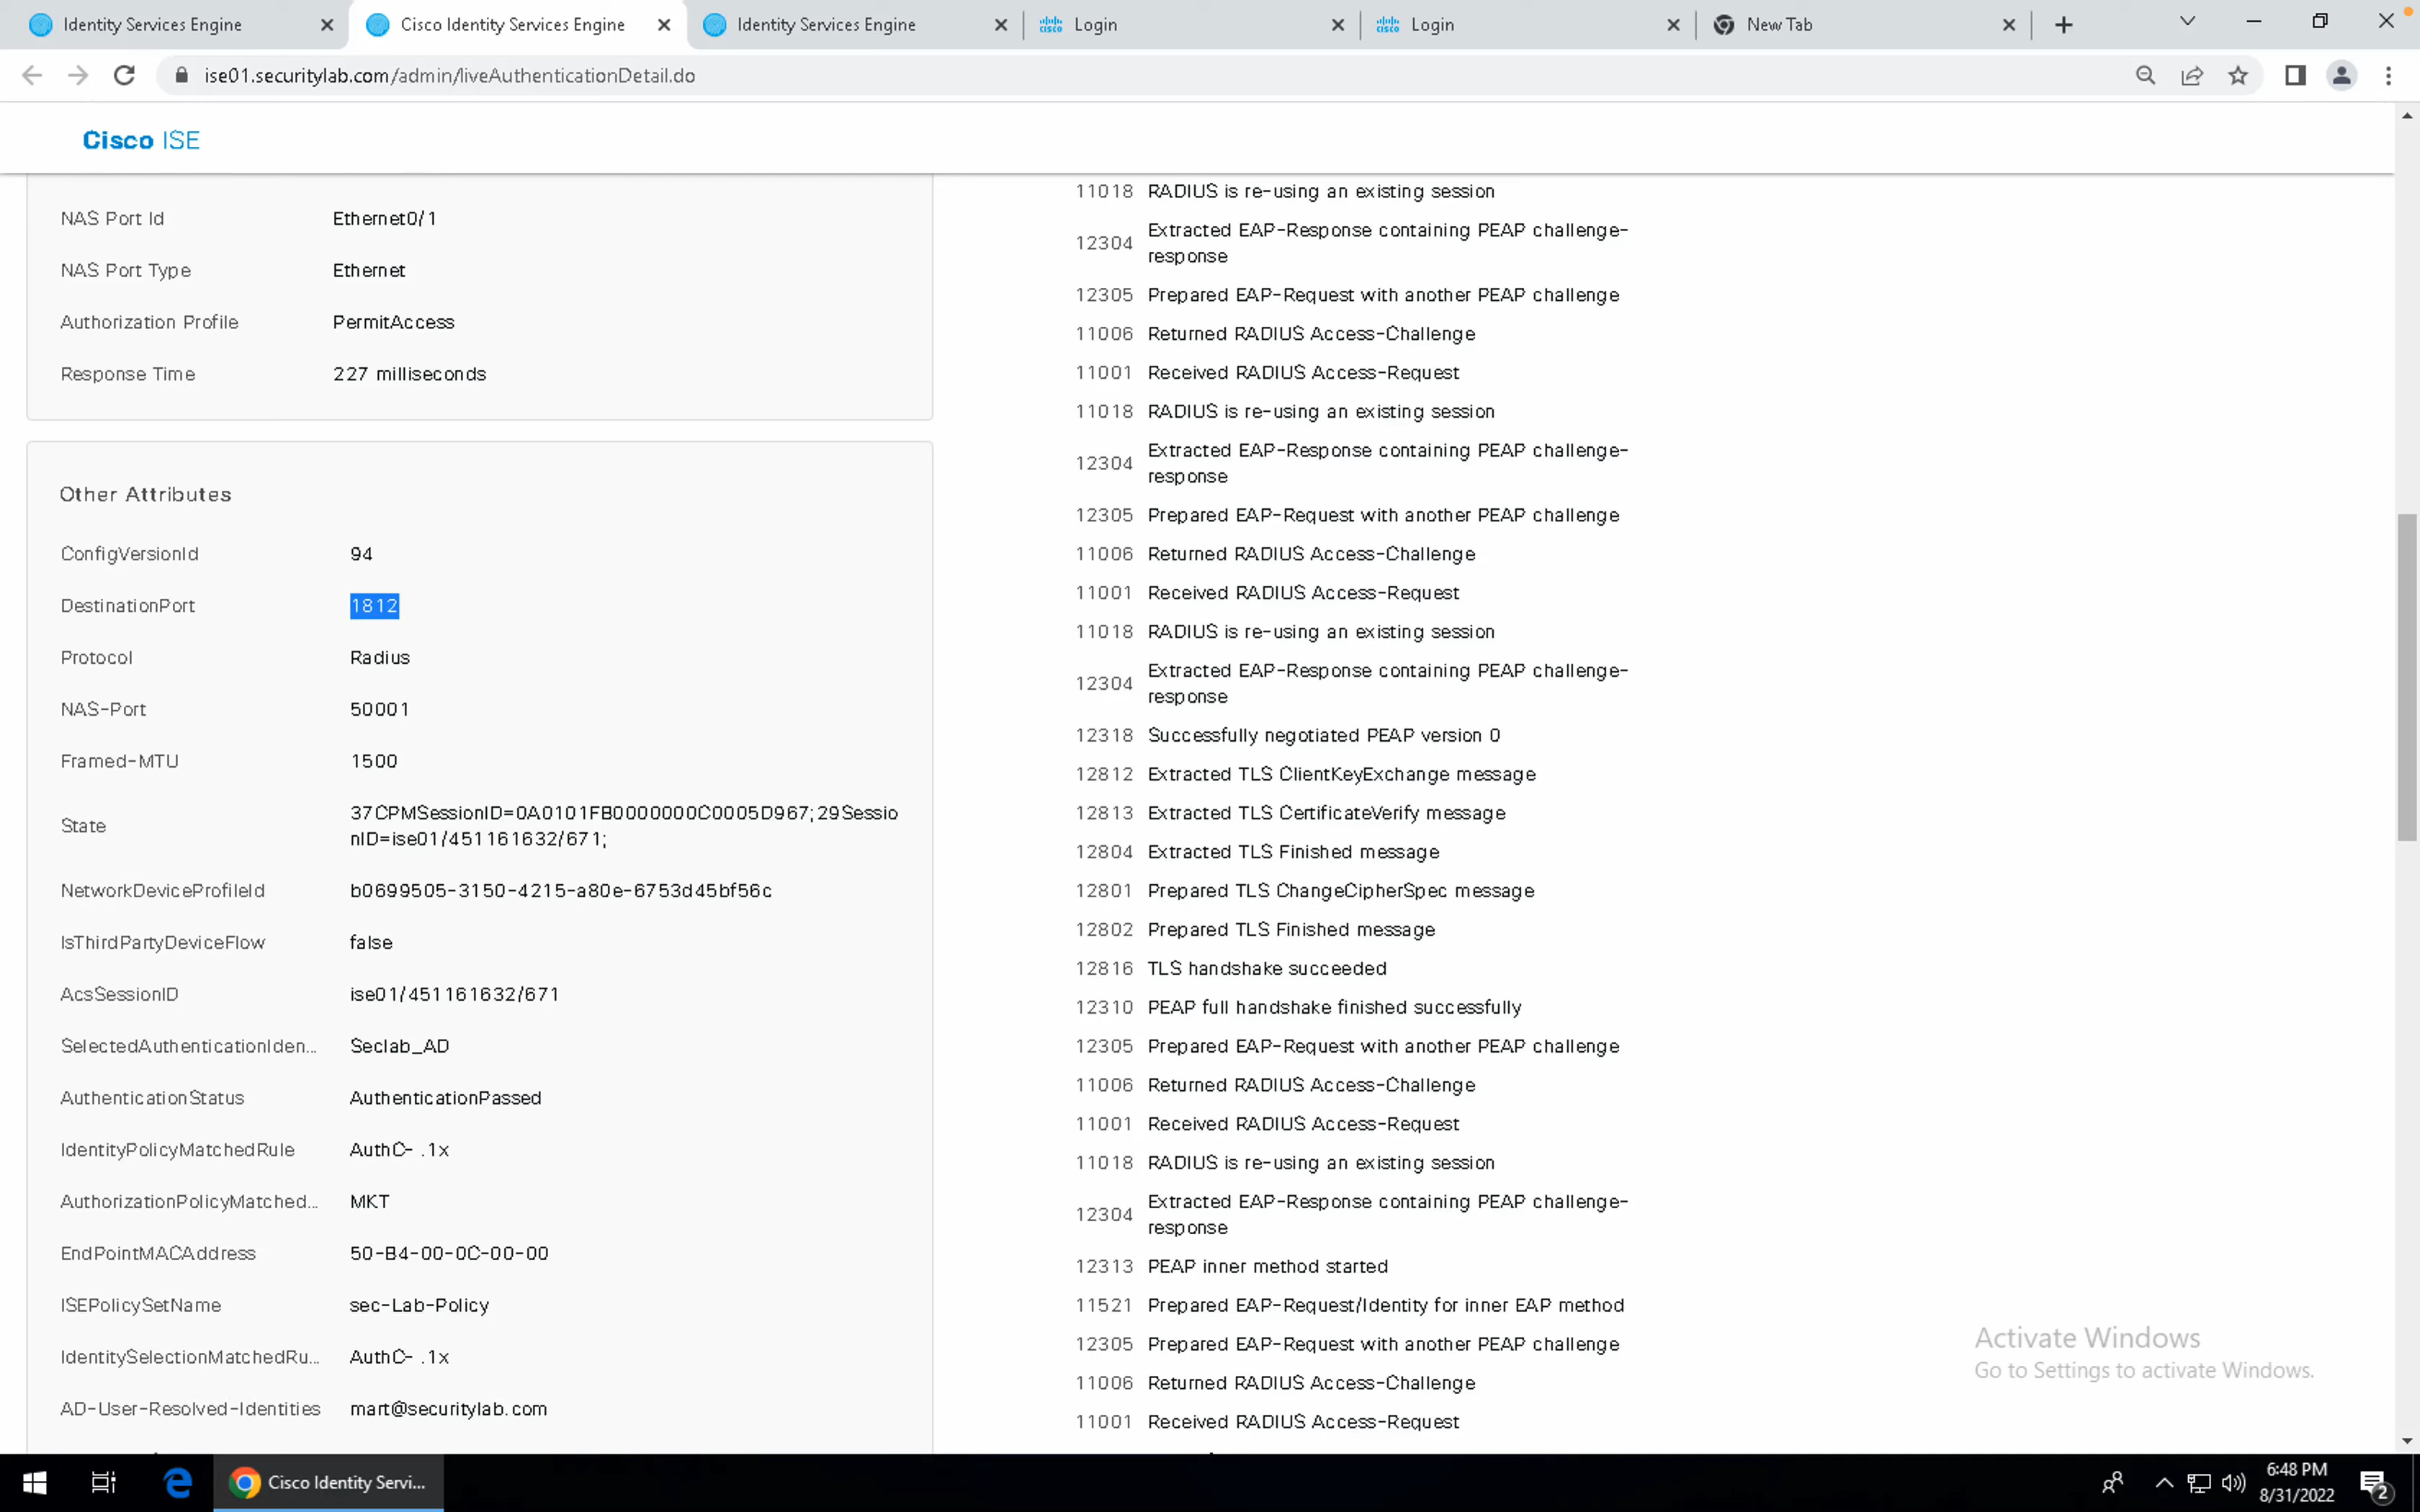 Identity Services Engine
Cisco Identity Services Engine
Identity Services Engine
cisco Login
cisco Login
New Tab
ise01.securitylab.com/admin/liveAuthenticationDetail.do
Cisco ISE
NAS Port Id Ethernet0/1
NAS Port Type Ethernet
Authorization Profile PermitAccess
Response Time 227 milliseconds
Other Attributes
ConfigVersionId 94
DestinationPort 1812
Protocol Radius
NAS-Port 50001
Framed-MTU 1500
State 37CPMSessionID=0A0101FB0000000C0005D967;29Sessio
nID=ise01/451161632/671;
NetworkDeviceProfileId b0699505-3150-4215-a80e-6753d45bf56c
IsThirdPartyDeviceFlow false
AcsSessionID ise01/451161632/671
SelectedAuthenticationIden... Seclab_AD
AuthenticationStatus AuthenticationPassed
IdentityPolicyMatchedRule AuthC- .1x
AuthorizationPolicyMatched... MKT
EndPointMACAddress 50-B4-00-0C-00-00
ISEPolicySetName sec-Lab-Policy
IdentitySelectionMatchedRu... AuthC- .1x
AD-User-Resolved-Identities mart@securitylab.com
11018 RADIUS is re-using an existing session
12304 Extracted EAP-Response containing PEAP challenge-
response
12305 Prepared EAP-Request with another PEAP challenge
11006 Returned RADIUS Access-Challenge
11001 Received RADIUS Access-Request
11018 RADIUS is re-using an existing session
12304 Extracted EAP-Response containing PEAP challenge-
response
12305 Prepared EAP-Request with another PEAP challenge
11006 Returned RADIUS Access-Challenge
11001 Received RADIUS Access-Request
11018 RADIUS is re-using an existing session
12304 Extracted EAP-Response containing PEAP challenge-
response
12318 Successfully negotiated PEAP version 0
12812 Extracted TLS ClientKeyExchange message
12813 Extracted TLS CertificateVerify message
12804 Extracted TLS Finished message
12801 Prepared TLS ChangeCipherSpec message
12802 Prepared TLS Finished message
12816 TLS handshake succeeded
12310 PEAP full handshake finished successfully
12305 Prepared EAP-Request with another PEAP challenge
11006 Returned RADIUS Access-Challenge
11001 Received RADIUS Access-Request
11018 RADIUS is re-using an existing session
12304 Extracted EAP-Response containing PEAP challenge-
response
12313 PEAP inner method started
11521 Prepared EAP-Request/Identity for inner EAP method
12305 Prepared EAP-Request with another PEAP challenge
11006 Returned RADIUS Access-Challenge
11001 Received RADIUS Access-Request
Activate Windows
Go to Settings to activate Windows.
Cisco Identity Servi...
6:48 PM
8/31/2022
2